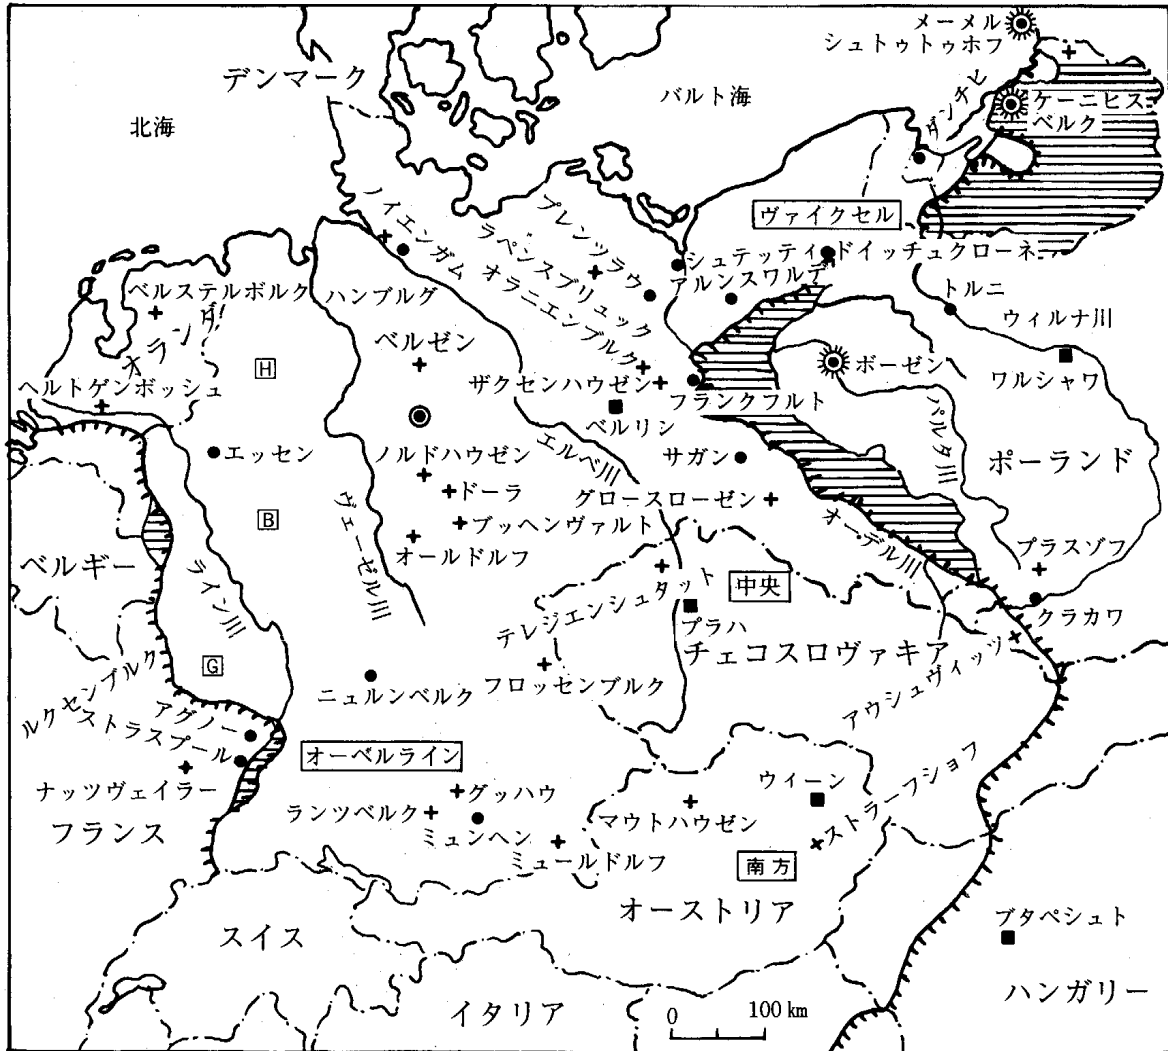 メーメル
シュトゥトゥホフ
デンマーク
バルト海
北海
ダンチヒ
ケーニヒス
ベルク
ヴァイクセル
ノイエンガム
ラベンスブリュック
プレンツラウ
オラニエンブルク
シュテッティ
ドイッチュクローネ
アルンスワルデ
トルニ
ウィルナ川
ワルシャワ
ベルステルボルク
ハンブルグ
オランダ
ベルゼン
H
ザクセンハウゼン
ベルリン
フランクフルト
ボーゼン
パルタ川
ポーランド
ヘルトゲンボッシュ
エッセン
ノルドハウゼン
エルベ川
サガン
ドーラ
グロースローゼン
B
ブッヘンヴァルト
オールドルフ
ヴェーゼル川
オーデル川
プラスゾフ
クラカワ
ベルギー
ライン川
テレジエンシュタット
中央
プラハ
チェコスロヴァキア
アウシュヴィッツ
G
ニュルンベルク
フロッセンブルク
ルクセンブルク
アグノー
ストラスブール
オーベルライン
ナッツヴェイラー
フランス
グッハウ
ランツベルク
ミュンヘン
ミュールドルフ
マウトハウゼン
ウィーン
ストラーフショフ
南方
オーストリア
スイス
イタリア
ブタペシュト
ハンガリー
0 100 km